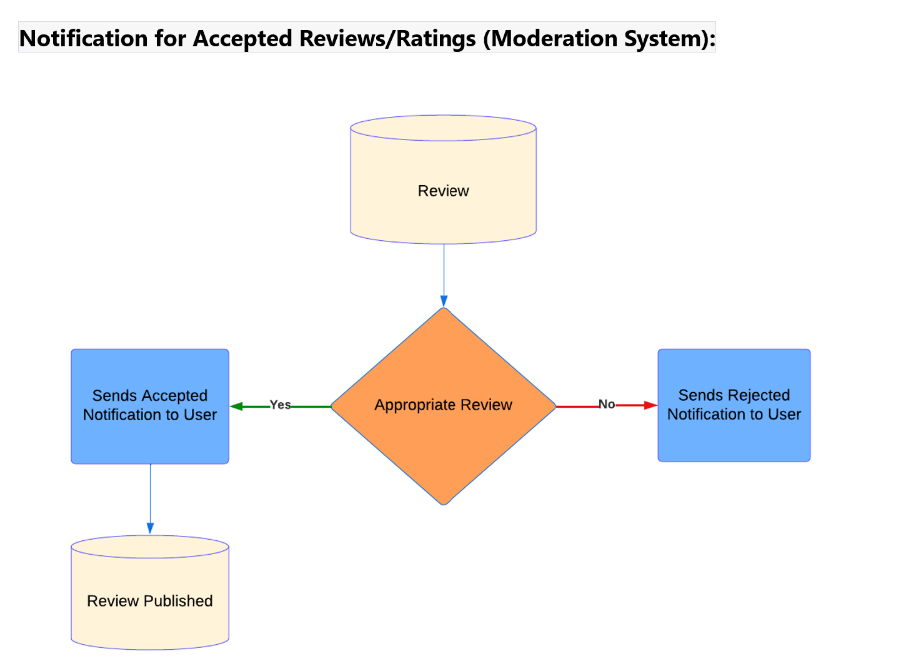 Notification for Accepted Reviews/Ratings (Moderation System):
Review
Appropriate Review
Yes
No
Sends Accepted
Notification to User
Sends Rejected
Notification to User
Review Published